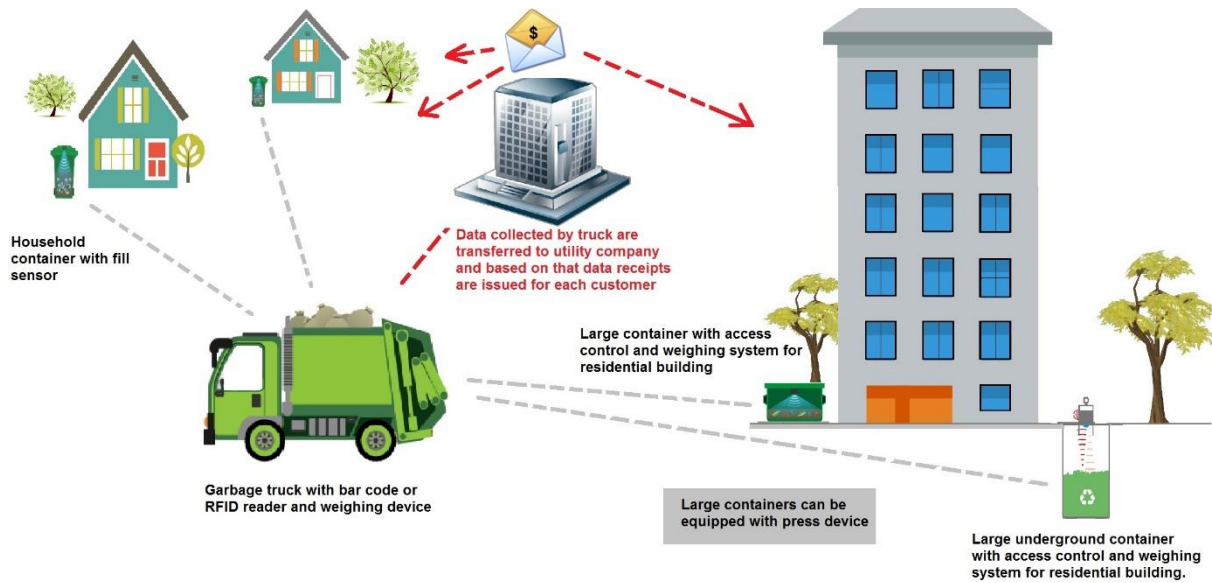 $
Data collected by truck are
transferred to utility company
and based on that data receipts
are issued for each customer
Household
container with fill
sensor
Large container with access
control and weighing system for
residential building
Garbage truck with bar code or
RFID reader and weighing device
Large containers can be
equipped with press device
Large underground container
with access control and weighing
system for residential building.